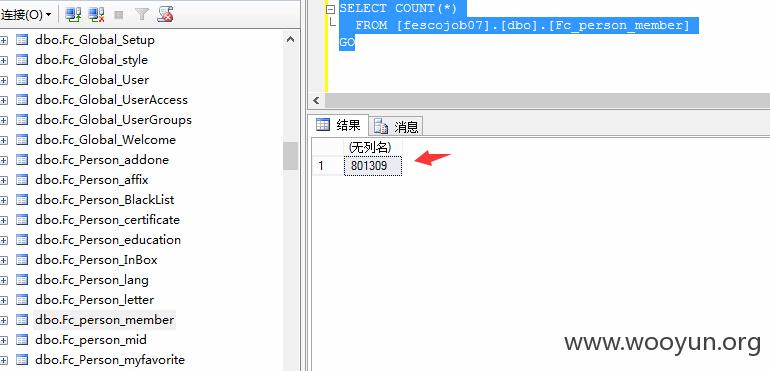 连接(O)
dbo.Fc_Global_Setup
dbo.Fc_Global_style
dbo.Fc_Global_User
dbo.Fc_Global_UserAccess
dbo.Fc_Global_UserGroups
dbo.Fc_Global_Welcome
dbo.Fc_Person_addone
dbo.Fc_Person_affix
dbo.Fc_Person_BlackList
dbo.Fc_Person_certificate
dbo.Fc_Person_education
dbo.Fc_Person_InBox
dbo.Fc_Person_lang
dbo.Fc_Person_letter
dbo.Fc_person_member
dbo.Fc_person_mid
dbo.Fc_Person_myfavorite
SELECT COUNT(*)
FROM [fescojob07].[dbo].[Fc_person_member]
GO
结果 消息
(无列名)
1 801309
www.wooyun.org